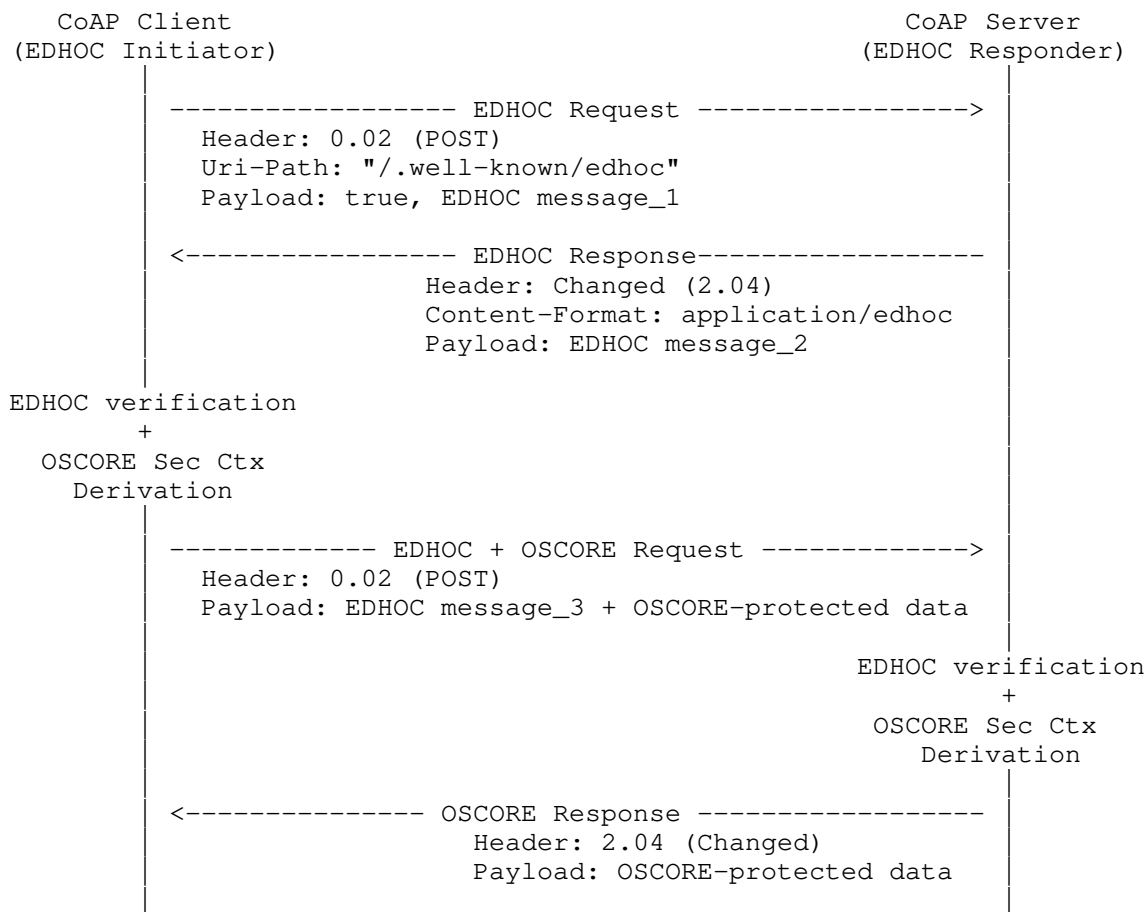 CoAP Client CoAP Server
(EDHOC Initiator) (EDHOC Responder)
------------------ EDHOC Request ----------------->
Header: 0.02 (POST)
Uri-Path: "/.well-known/edhoc"
Payload: true, EDHOC message_1
<----------------- EDHOC Response------------------
Header: Changed (2.04)
Content-Format: application/edhoc
Payload: EDHOC message_2
EDHOC verification
+
OSCORE Sec Ctx
Derivation
------------- EDHOC + OSCORE Request ------------->
Header: 0.02 (POST)
Payload: EDHOC message_3 + OSCORE-protected data
EDHOC verification
+
OSCORE Sec Ctx
Derivation
<--------------- OSCORE Response ------------------
Header: 2.04 (Changed)
Payload: OSCORE-protected data